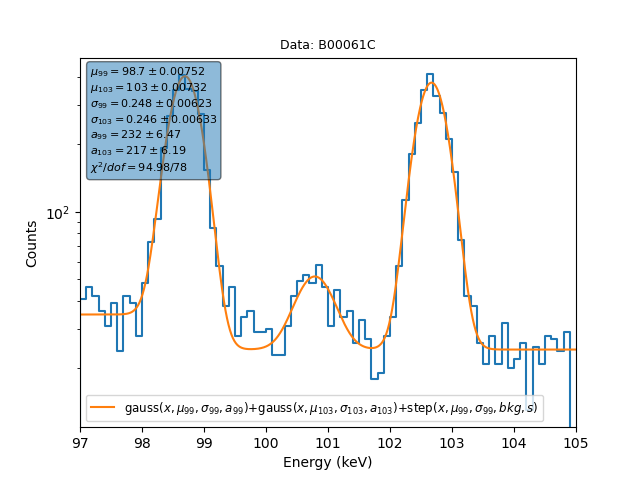 Data: B00061C
μ99 = 98.7 ± 0.00752
μ103 = 103 ± 0.00732
σ99 = 0.248 ± 0.00623
σ103 = 0.246 ± 0.00633
a99 = 232 ± 6.47
a103 = 217 ± 6.19
χ²/dof = 94.98/78
Counts
10²
gauss(x, μ99, σ99, a99)+gauss(x, μ103, σ103, a103)+step(x, μ99, σ99, bkg, s)
97 98 99 100 101 102 103 104 105
Energy (keV)